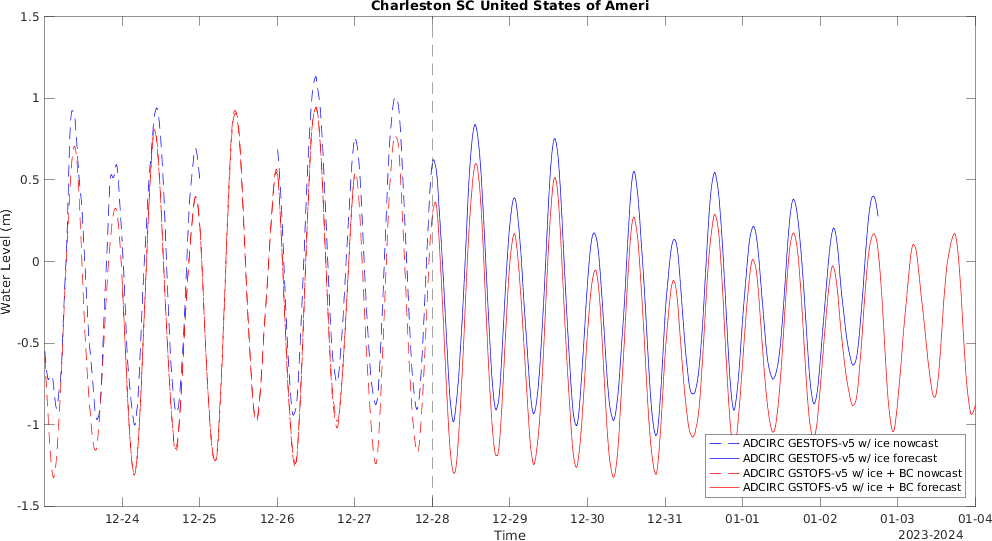 Charleston SC United States of Ameri
Water Level (m)
1.5
1
0.5
0
-0.5
-1
-1.5
12-24
12-25
12-26
12-27
12-28
12-29
12-30
12-31
01-01
01-02
01-03
01-04
Time
2023-2024
ADCIRC GESTOFS-v5 w/ ice nowcast
ADCIRC GESTOFS-v5 w/ ice forecast
ADCIRC GSTOFS-v5 w/ ice + BC nowcast
ADCIRC GSTOFS-v5 w/ ice + BC forecast